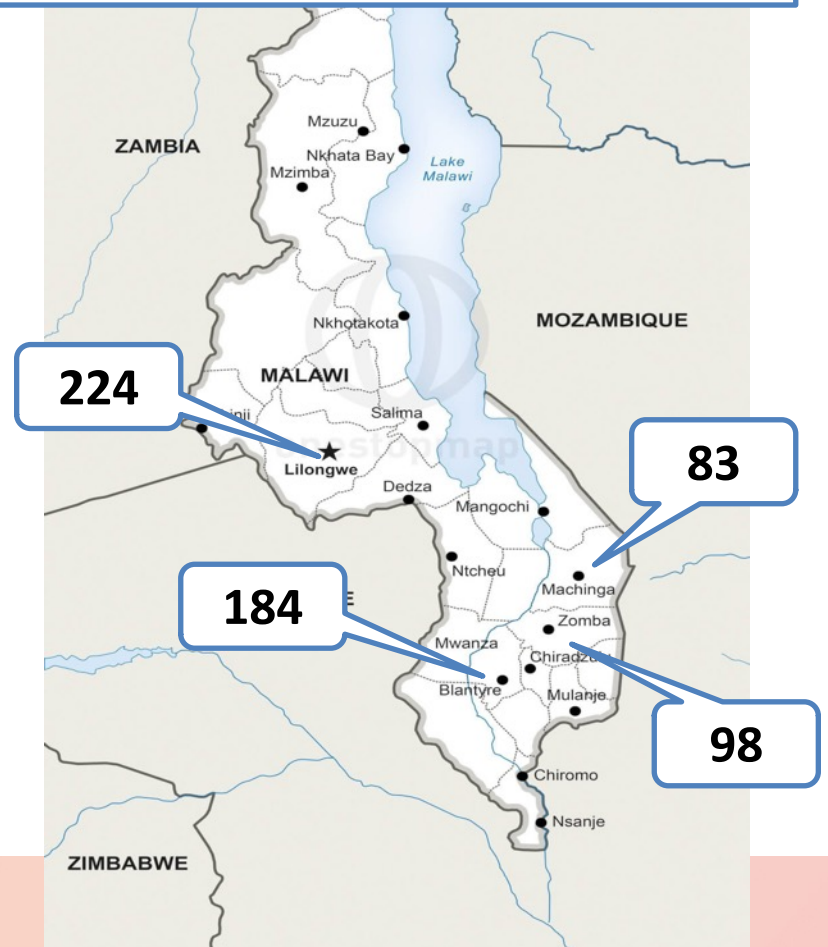 Mzuzu
ZAMBIA
Nkhata Bay
Lake
Malawi
Mzimba
Nkhotakota
MOZAMBIQUE
MALAWI
224
Salima
onestopmap
Lilongwe
83
Dedza
Mangochi
Ntcheu
Machinga
184
Zomba
Mwanza
Blantyre
Mulanje
98
Chiromo
Nsanje
ZIMBABWE